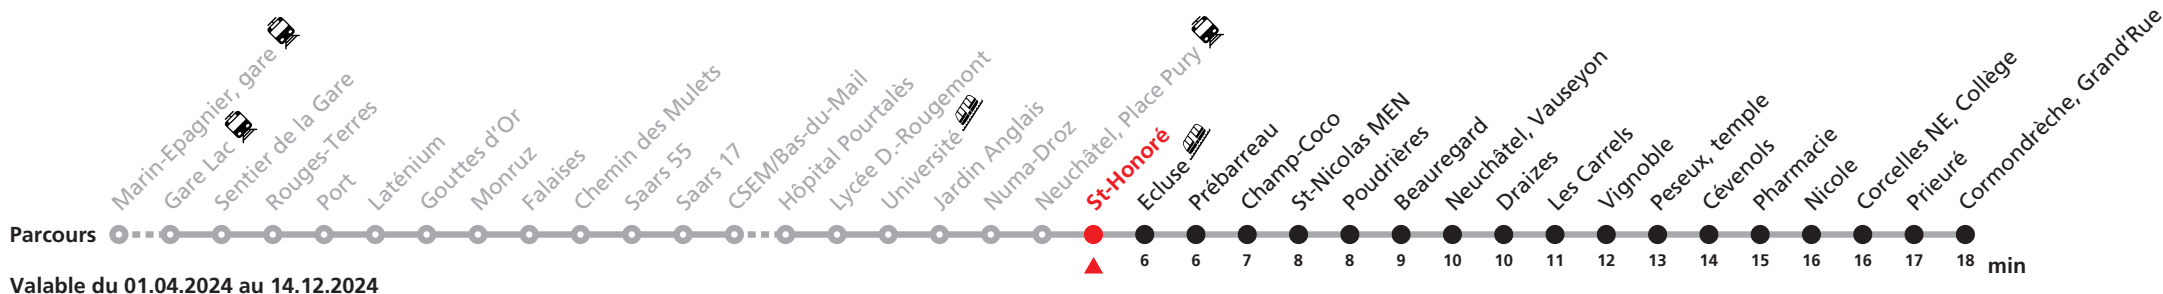 Marin-Epagnier, gare
Gare Lac
Sentier de la Gare
Rouges-Terres
Port
Laténium
Gouttes d'Or
Monruz
Falaises
Chemin des Mulets
Saars 55
Saars 17
CSEM/Bas-du-Mail
Hôpital Pourtalès
Lycée D.-Rougemont
Université
Jardin Anglais
Numa-Droz
Neuchâtel, Place Pury
St-Honoré
Ecluse
Prébarreau
Champ-Coco
St-Nicolas MEN
Poudrières
Beauregard
Neuchâtel, Vauseyon
Draizes
Les Carrels
Vignoble
Peseux, temple
Cévenols
Pharmacie
Nicole
Corcelles NE, Collège
Prieuré
Cormondrèche, Grand'Rue
Parcours
6 6 7 8 8 9 10 10 11 12 13 14 15 16 16 17 18 min
Valable du 01.04.2024 au 14.12.2024